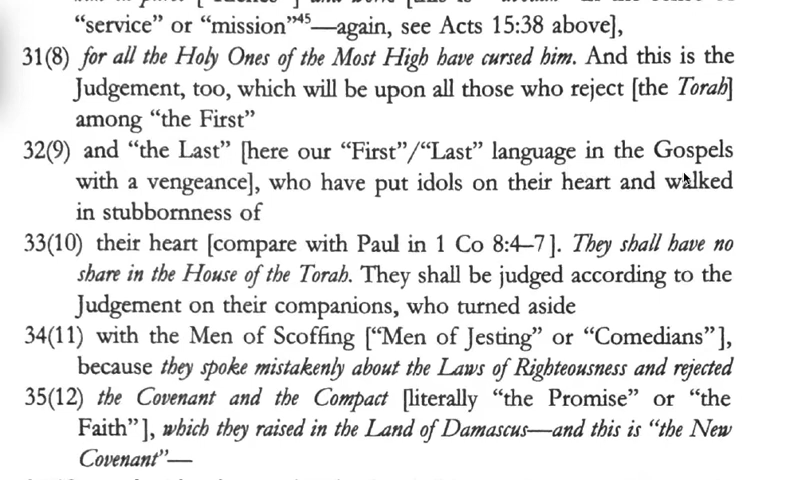 "service" or "mission"45—again, see Acts 15:38 above],
31(8) for all the Holy Ones of the Most High have cursed him. And this is the
Judgement, too, which will be upon all those who reject [the Torah]
among "the First"
32(9) and "the Last" [here our "First"/"Last" language in the Gospels
with a vengeance], who have put idols on their heart and walked
in stubbornness of
33(10) their heart [compare with Paul in 1 Co 8:4–7]. They shall have no
share in the House of the Torah. They shall be judged according to the
Judgement on their companions, who turned aside
34(11) with the Men of Scoffing ["Men of Jesting" or "Comedians"],
because they spoke mistakenly about the Laws of Righteousness and rejected
35(12) the Covenant and the Compact [literally "the Promise" or "the
Faith"], which they raised in the Land of Damascus—and this is "the New
Covenant"—